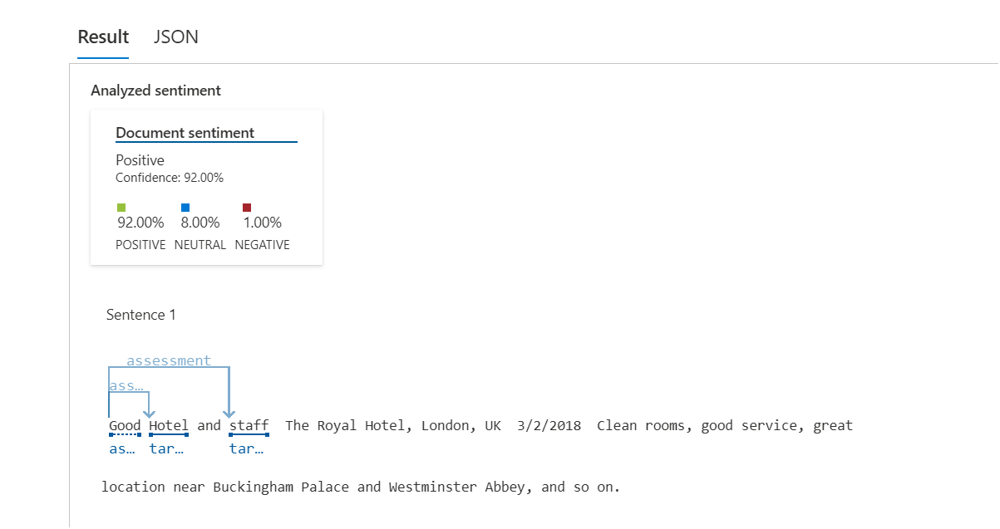 Result JSON
Analyzed sentiment
Document sentiment
Positive
Confidence: 92.00%
92.00% 8.00% 1.00%
POSITIVE NEUTRAL NEGATIVE
Sentence 1
assessment
ass…
Good Hotel and staff The Royal Hotel, London, UK 3/2/2018 Clean rooms, good service, great
as… tar… tar…
location near Buckingham Palace and Westminster Abbey, and so on.